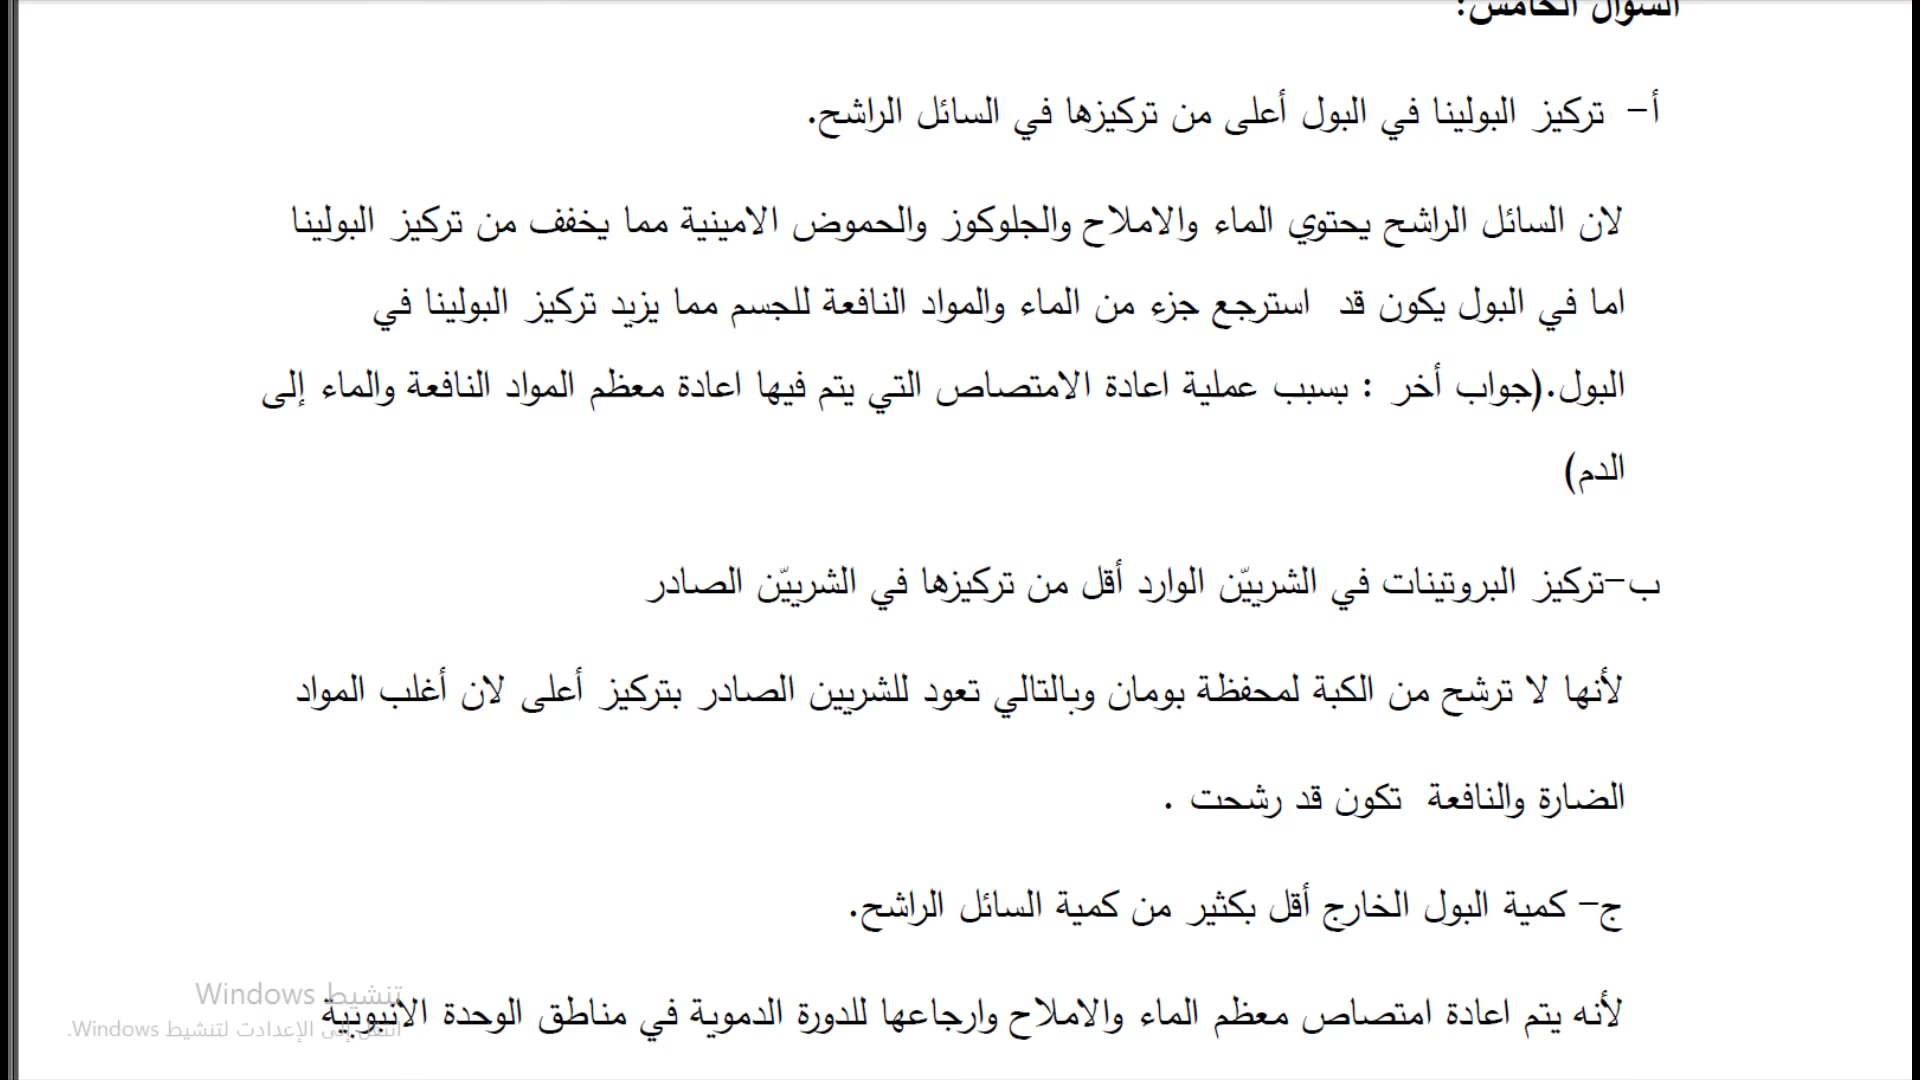 السؤال الخامس:
أ- تركيز البولينا في البول أعلى من تركيزها في السائل الراشح.
لان السائل الراشح يحتوي الماء والاملاح والجلوكوز والحموض الامينية مما يخفف من تركيز البولينا
اما في البول يكون قد استرجع جزء من الماء والمواد النافعة للجسم مما يزيد تركيز البولينا في
البول.(جواب أخر : بسبب عملية اعادة الامتصاص التي يتم فيها اعادة معظم المواد النافعة والماء إلى
الدم)
ب-تركيز البروتينات في الشرييّن الوارد أقل من تركيزها في الشرييّن الصادر
لأنها لا ترشح من الكبة لمحفظة بومان وبالتالي تعود للشريين الصادر بتركيز أعلى لان أغلب المواد
الضارة والنافعة تكون قد رشحت .
ج- كمية البول الخارج أقل بكثير من كمية السائل الراشح.
لأنه يتم اعادة امتصاص معظم الماء والاملاح وارجاعها للدورة الدموية في مناطق الوحدة الانبوبية
تنشيط Windows
انتقل إلى الإعدادات لتنشيط Windows.